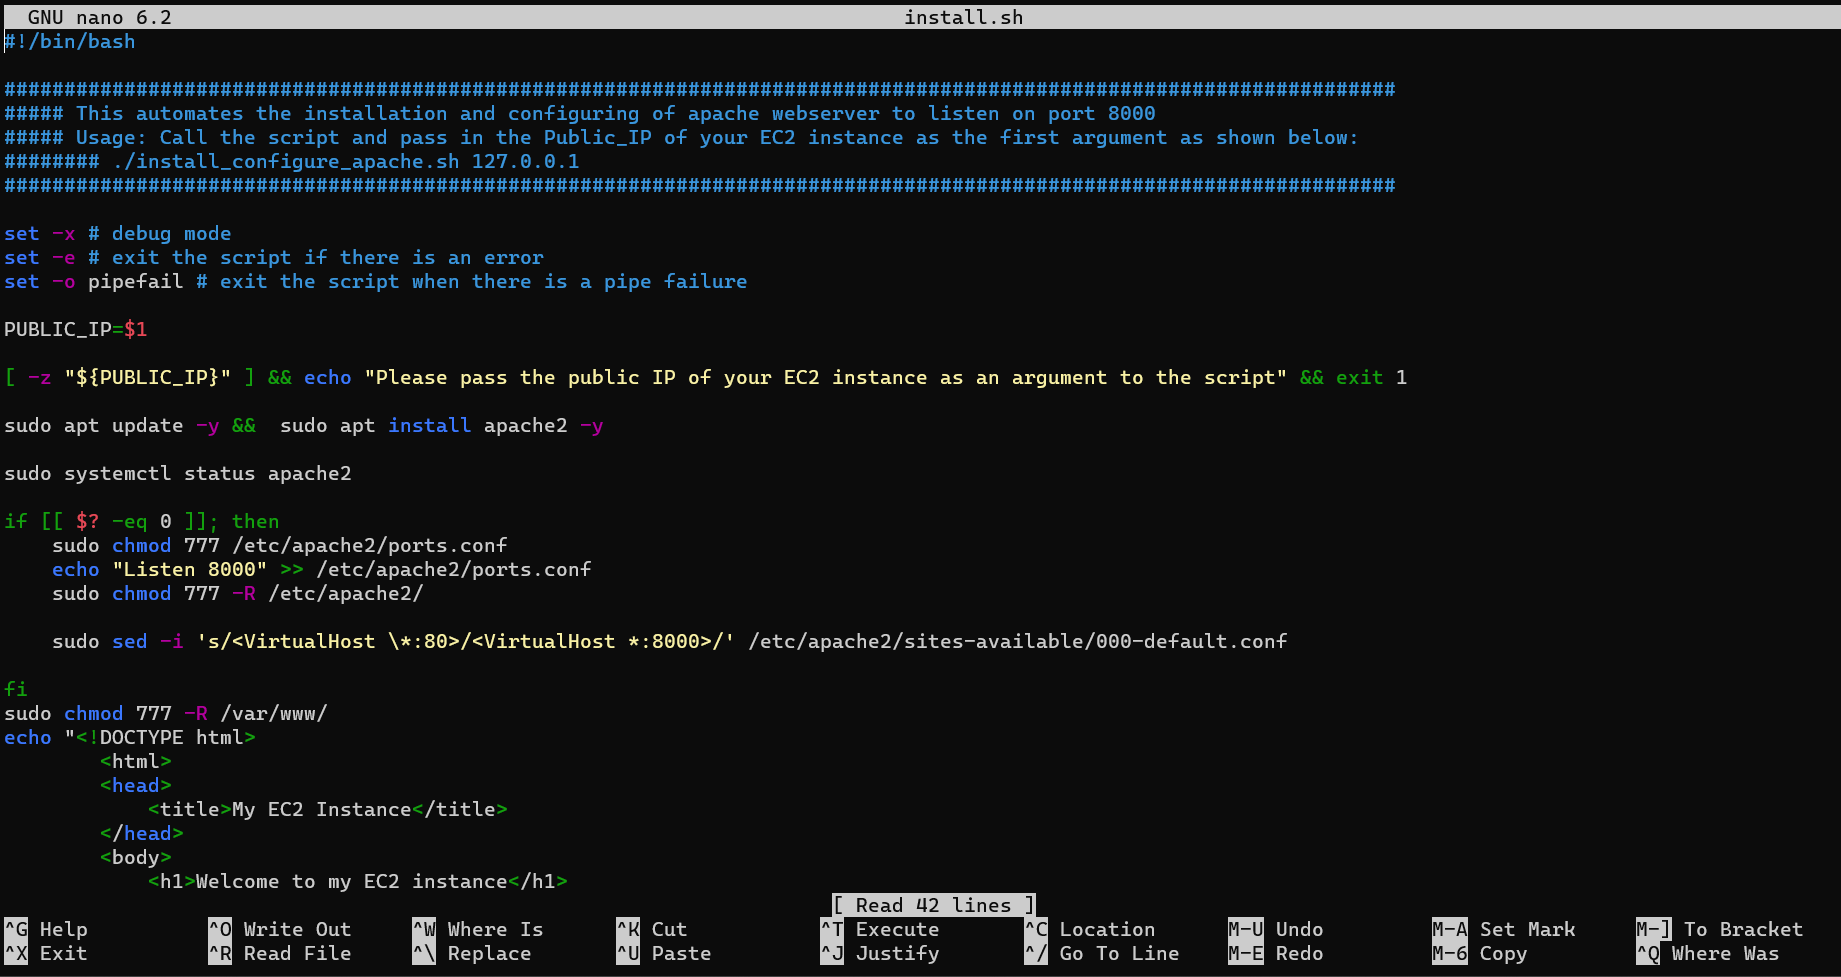 GNU nano 6.2 install.sh
#!/bin/bash
####################################################################################################################
##### This automates the installation and configuring of apache webserver to listen on port 8000
##### Usage: Call the script and pass in the Public_IP of your EC2 instance as the first argument as shown below:
######## ./install_configure_apache.sh 127.0.0.1
####################################################################################################################
set -x # debug mode
set -e # exit the script if there is an error
set -o pipefail # exit the script when there is a pipe failure
PUBLIC_IP=$1
[ -z "${PUBLIC_IP}" ] && echo "Please pass the public IP of your EC2 instance as an argument to the script" && exit 1
sudo apt update -y &&  sudo apt install apache2 -y
sudo systemctl status apache2
if [[ $? -eq 0 ]]; then
    sudo chmod 777 /etc/apache2/ports.conf
    echo "Listen 8000" >> /etc/apache2/ports.conf
    sudo chmod 777 -R /etc/apache2/
    sudo sed -i 's/<VirtualHost \*:80>/<VirtualHost *:8000>/' /etc/apache2/sites-available/000-default.conf
fi
sudo chmod 777 -R /var/www/
echo "<!DOCTYPE html>
        <html>
        <head>
            <title>My EC2 Instance</title>
        </head>
        <body>
            <h1>Welcome to my EC2 instance</h1>
[ Read 42 lines ]
^G Help ^O Write Out ^W Where Is ^K Cut ^T Execute ^C Location M-U Undo M-A Set Mark M-] To Bracket
^X Exit ^R Read File ^\ Replace ^U Paste ^J Justify ^/ Go To Line M-E Redo M-6 Copy ^Q Where Was